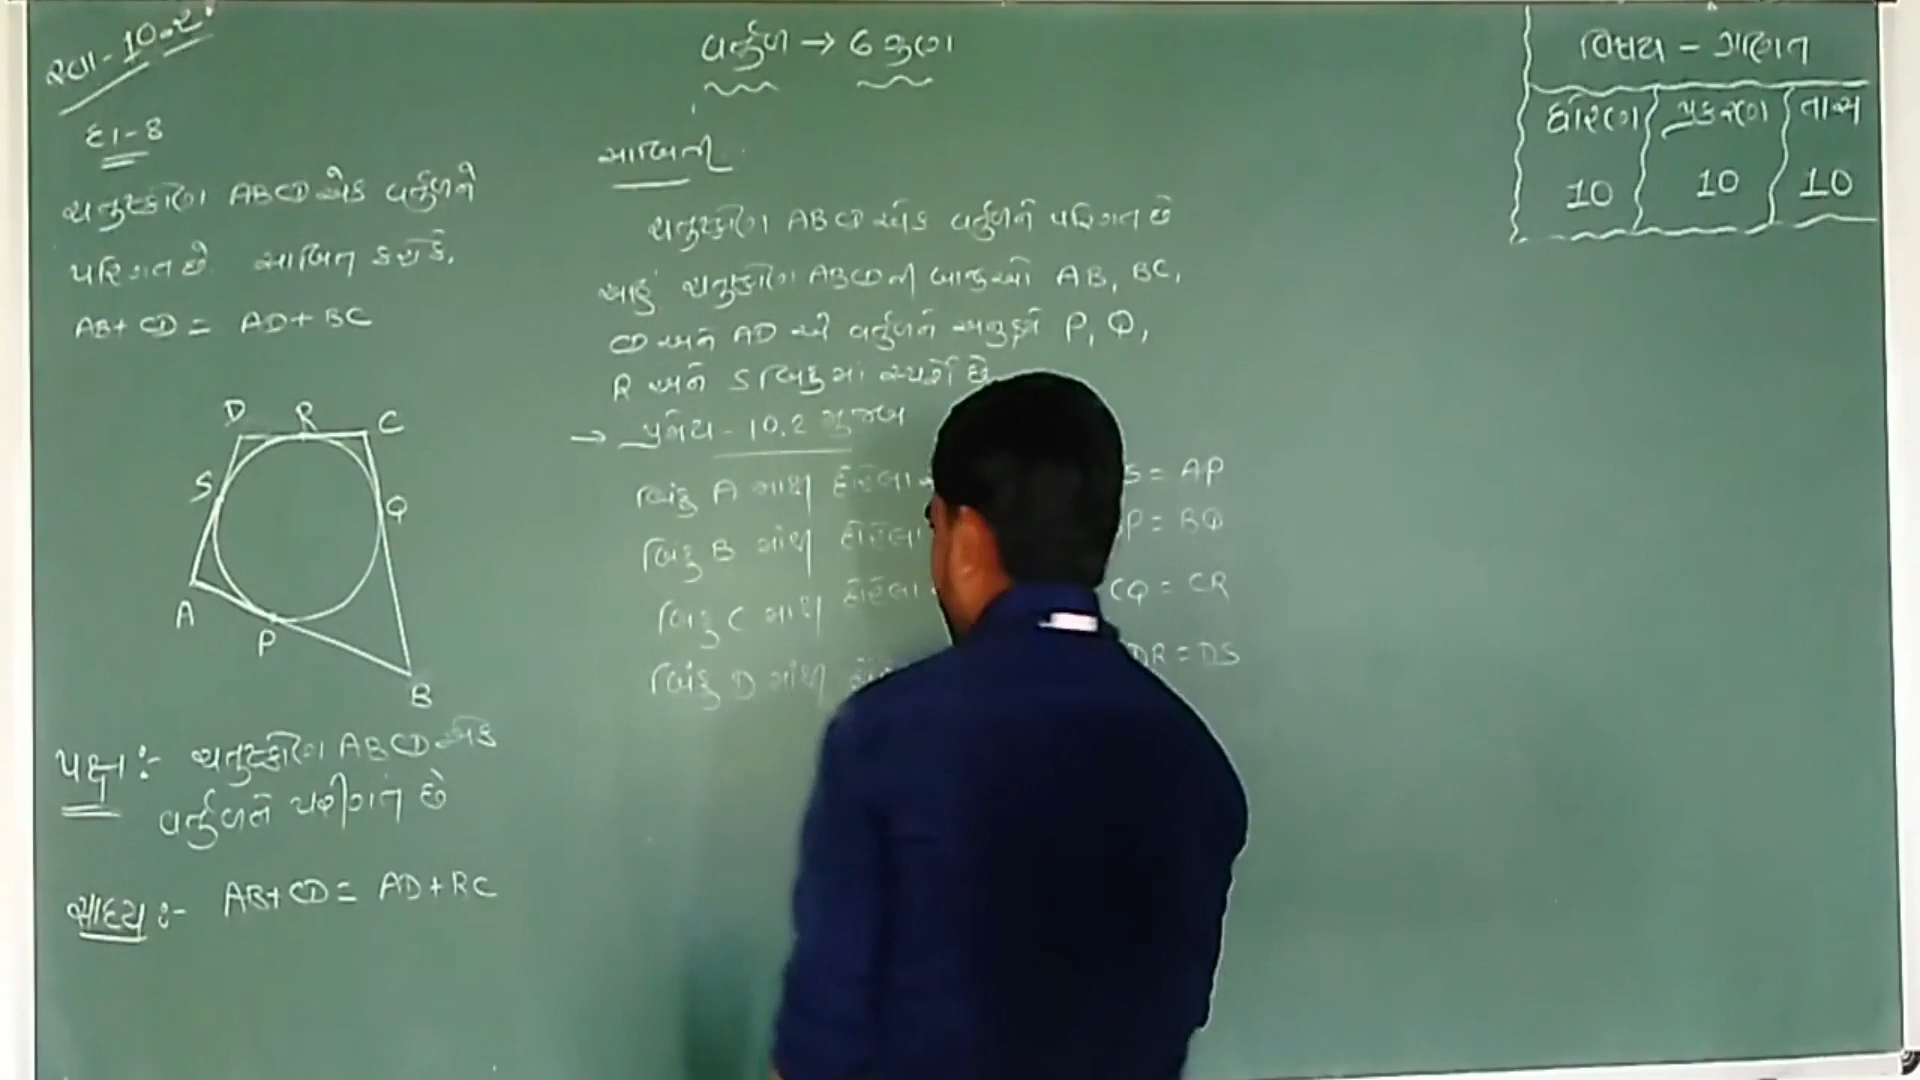 સ્વા-10.2
વર્તુળ → 6 ગુણ
વિષય - ગણિત
ધોરણ પ્રકરણ તાસ
10 10 10
દા-8
ચતુષ્કોણ ABCD એક વર્તુળને
પરિગત છે. સાબિત કરો કે,
AB+CD = AD+BC
D R C
S Q
A P B
પક્ષ :- ચતુષ્કોણ ABCD એક
વર્તુળને પરીગત છે
સાધ્ય :- AB+CD = AD+BC
સાબિતી
ચતુષ્કોણ ABCD એક વર્તુળને પરિગત છે
ચતુષ્કોણ ABCD ની બાજુઓ AB, BC,
CD અને AD એ વર્તુળને અનુક્રમે P, Q,
R અને S બિંદુમાં સ્પર્શે છે
→ પ્રમેય - 10.2 મુજબ
બિંદુ A માંથી દોરેલા S = AP
બિંદુ B માંથી દોરેલા P = BQ
બિંદુ C માંથી દોરેલા CQ = CR
બિંદુ D માંથી DR = DS